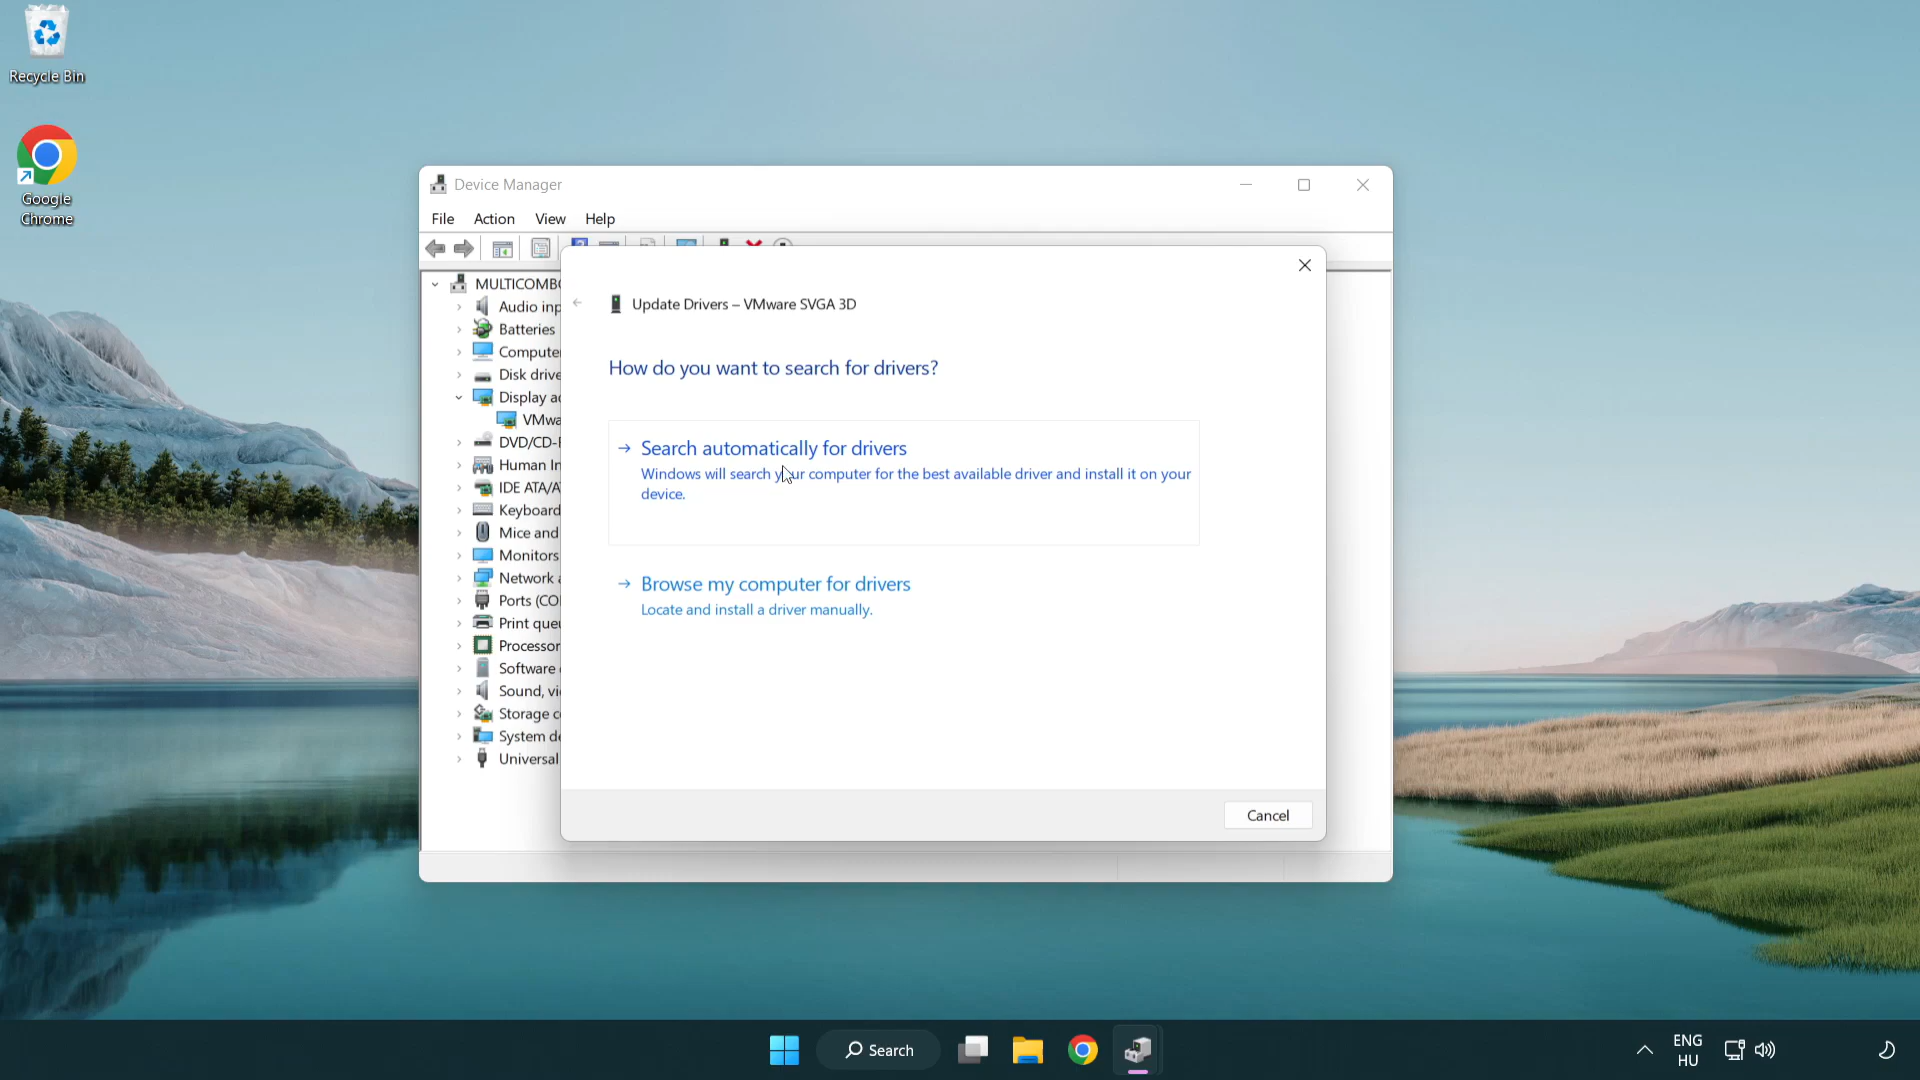 Recycle Bin
Google
Chrome
Device Manager
File Action View Help
MULTICOMB
Audio inp
Batteries
Compute
Disk drive
Display a
VMwa
DVD/CD-
Human In
IDE ATA/A
Keyboard
Mice and
Monitors
Network
Ports (CO
Print que
Processor
Software
Sound, vi
Storage c
System de
Universal
Update Drivers – VMware SVGA 3D
How do you want to search for drivers?
Search automatically for drivers
Windows will search your computer for the best available driver and install it on your
device.
Browse my computer for drivers
Locate and install a driver manually.
Cancel
Search
ENG
HU